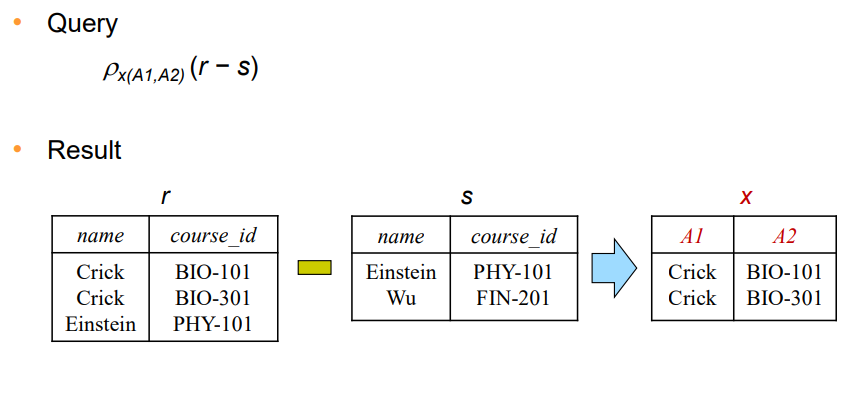 • Query
ρx(A1,A2) (r − s)
• Result
r s x
name course_id name course_id A1 A2
Crick BIO-101 Einstein PHY-101 Crick BIO-101
Crick BIO-301 Wu FIN-201 Crick BIO-301
Einstein PHY-101